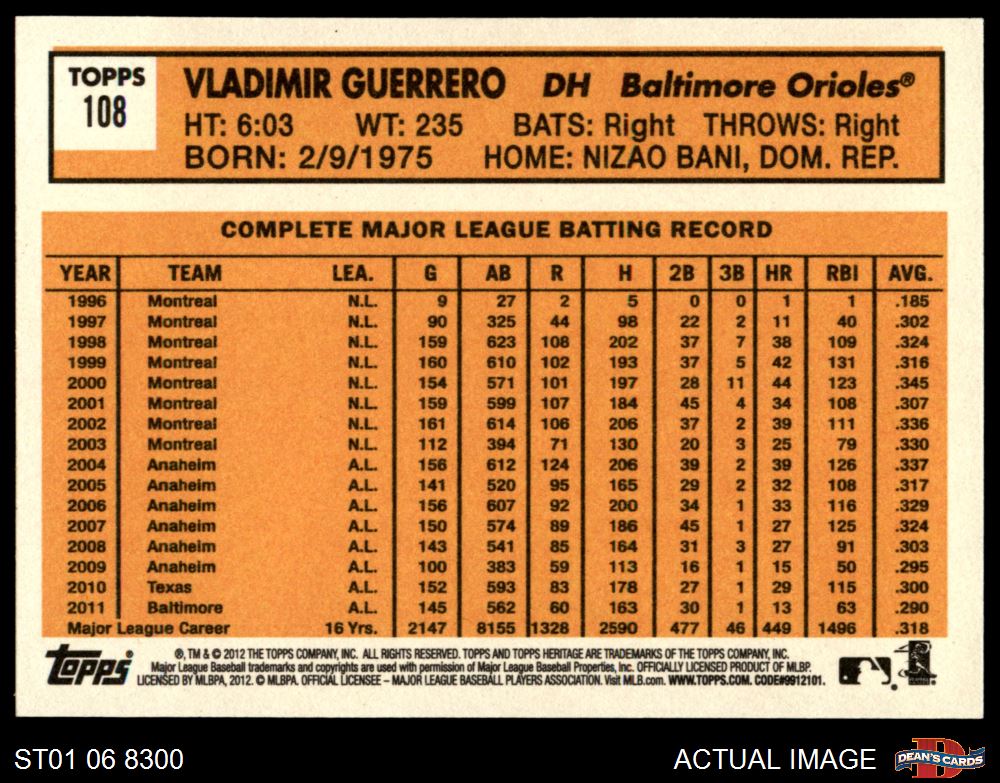 TOPPS
108
VLADIMIR GUERRERO DH Baltimore Orioles®
HT: 6:03 WT: 235 BATS: Right THROWS: Right
BORN: 2/9/1975 HOME: NIZAO BANI, DOM. REP.
COMPLETE MAJOR LEAGUE BATTING RECORD
YEAR TEAM LEA. G AB R H 2B 3B HR RBI AVG.
1996 Montreal N.L. 9 27 2 5 0 0 1 1 .185
1997 Montreal N.L. 90 325 44 98 22 2 11 40 .302
1998 Montreal N.L. 159 623 108 202 37 7 38 109 .324
1999 Montreal N.L. 160 610 102 193 37 5 42 131 .316
2000 Montreal N.L. 154 571 101 197 28 11 44 123 .345
2001 Montreal N.L. 159 599 107 184 45 4 34 108 .307
2002 Montreal N.L. 161 614 106 206 37 2 39 111 .336
2003 Montreal N.L. 112 394 71 130 20 3 25 79 .330
2004 Anaheim A.L. 156 612 124 206 39 2 39 126 .337
2005 Anaheim A.L. 141 520 95 165 29 2 32 108 .317
2006 Anaheim A.L. 156 607 92 200 34 1 33 116 .329
2007 Anaheim A.L. 150 574 89 186 45 1 27 125 .324
2008 Anaheim A.L. 143 541 85 164 31 3 27 91 .303
2009 Anaheim A.L. 100 383 59 113 16 1 15 50 .295
2010 Texas A.L. 152 593 83 178 27 1 29 115 .300
2011 Baltimore A.L. 145 562 60 163 30 1 13 63 .290
Major League Career 16 Yrs. 2147 8155 1328 2590 477 46 449 1496 .318
Topps
®, TM & © 2012 THE TOPPS COMPANY, INC. ALL RIGHTS RESERVED. TOPPS AND TOPPS HERITAGE ARE TRADEMARKS OF THE TOPPS COMPANY, INC.
Major League Baseball trademarks and copyrights are used with permission of Major League Baseball Properties, Inc. OFFICIALLY LICENSED PRODUCT OF MLBP.
LICENSED BY MLBPA, 2012. © MLBPA. OFFICIAL LICENSEE – MAJOR LEAGUE BASEBALL PLAYERS ASSOCIATION. Visit MLB.com. WWW.TOPPS.COM. CODE#9912101.
ST01 06 8300
ACTUAL IMAGE
DEAN'S CARDS